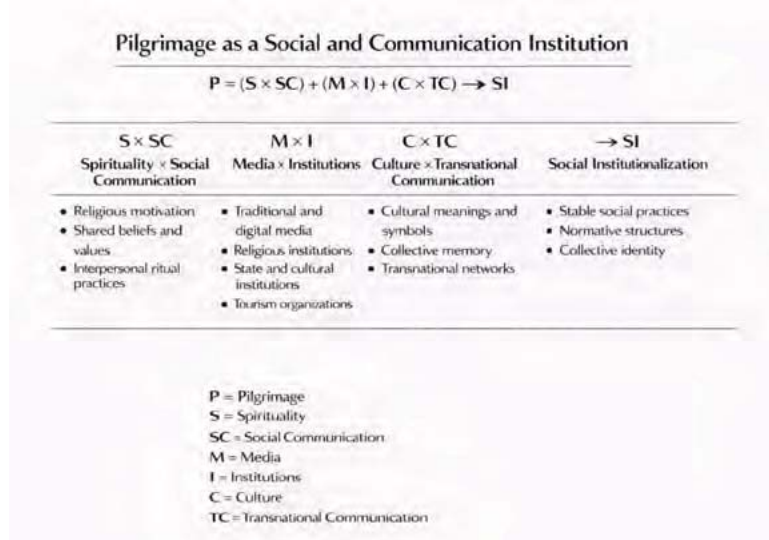 Pilgrimage as a Social and Communication Institution
P = (S × SC) + (M × I) + (C × TC) → SI
S × SC
Spirituality × Social
Communication
• Religious motivation
• Shared beliefs and
values
• Interpersonal ritual
practices
M × I
Media × Institutions
• Traditional and
digital media
• Religious institutions
• State and cultural
institutions
• Tourism organizations
C × TC
Culture × Transnational
Communication
• Cultural meanings and
symbols
• Collective memory
• Transnational networks
→ SI
Social Institutionalization
• Stable social practices
• Normative structures
• Collective identity
P = Pilgrimage
S = Spirituality
SC = Social Communication
M = Media
I = Institutions
C = Culture
TC = Transnational Communication